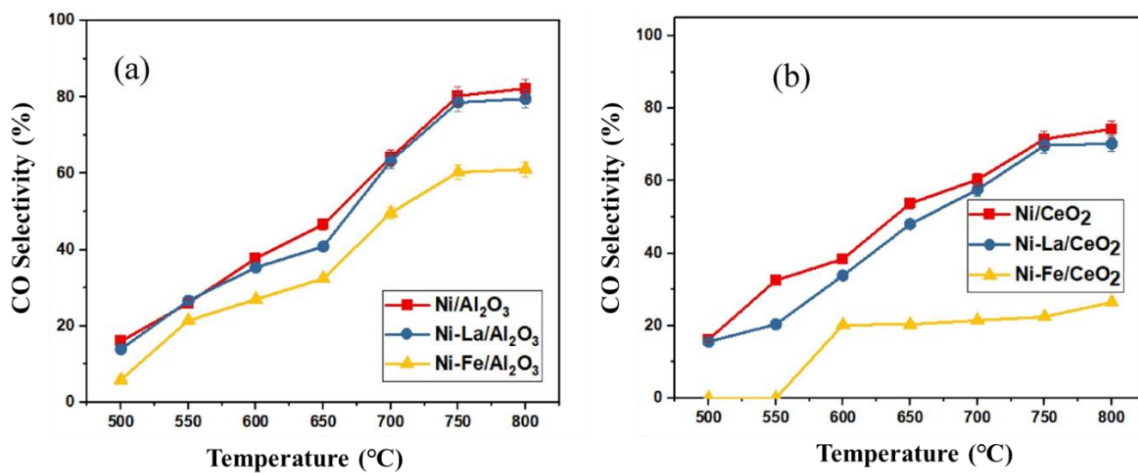 (a)
CO Selectivity (%)
100
80
60
40
20
0
500 550 600 650 700 750 800
Temperature (°C)
Ni/Al2O3
Ni-La/Al2O3
Ni-Fe/Al2O3
(b)
CO Selectivity (%)
100
80
60
40
20
0
500 550 600 650 700 750 800
Temperature (°C)
Ni/CeO2
Ni-La/CeO2
Ni-Fe/CeO2